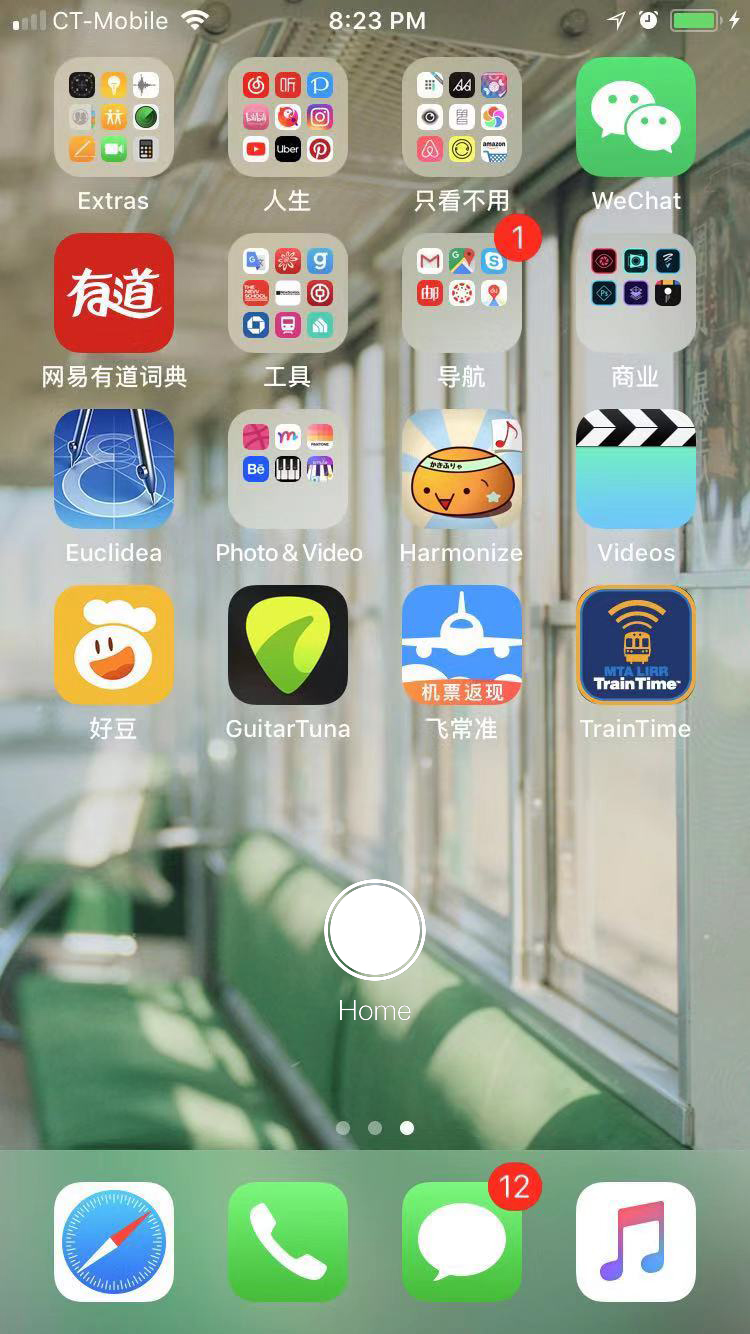 CT-Mobile 8:23 PM
Extras 人生 只看不用 WeChat
有道
1
网易有道词典 工具 导航 商业
Euclidea Photo & Video Harmonize Videos
机票返现
MTA LIRR
TrainTime
好豆 GuitarTuna 飞常准 TrainTime
Home
12